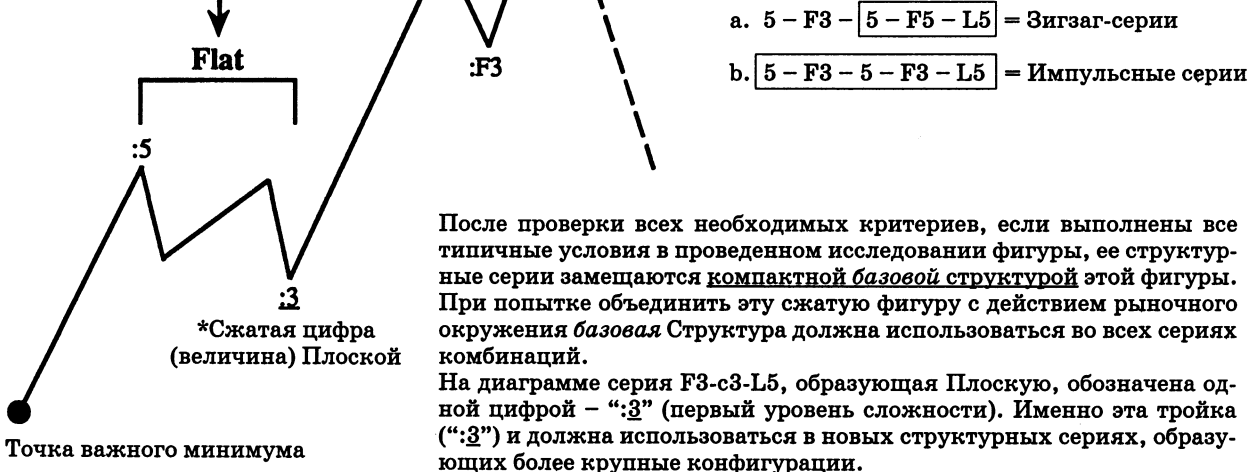 a. 5 – F3 – 5 – F5 – L5 = Зигзаг-серии
b. 5 – F3 – 5 – F3 – L5 = Импульсные серии
Flat
:F3
:5
:3
*Сжатая цифра
(величина) Плоской
Точка важного минимума
После проверки всех необходимых критериев, если выполнены все
типичные условия в проведенном исследовании фигуры, ее структур-
ные серии замещаются компактной базовой структурой этой фигуры.
При попытке объединить эту сжатую фигуру с действием рыночного
окружения базовая Структура должна использоваться во всех сериях
комбинаций.
На диаграмме серия F3-c3-L5, образующая Плоскую, обозначена од-
ной цифрой – “:3” (первый уровень сложности). Именно эта тройка
(“:3”) и должна использоваться в новых структурных сериях, образу-
ющих более крупные конфигурации.